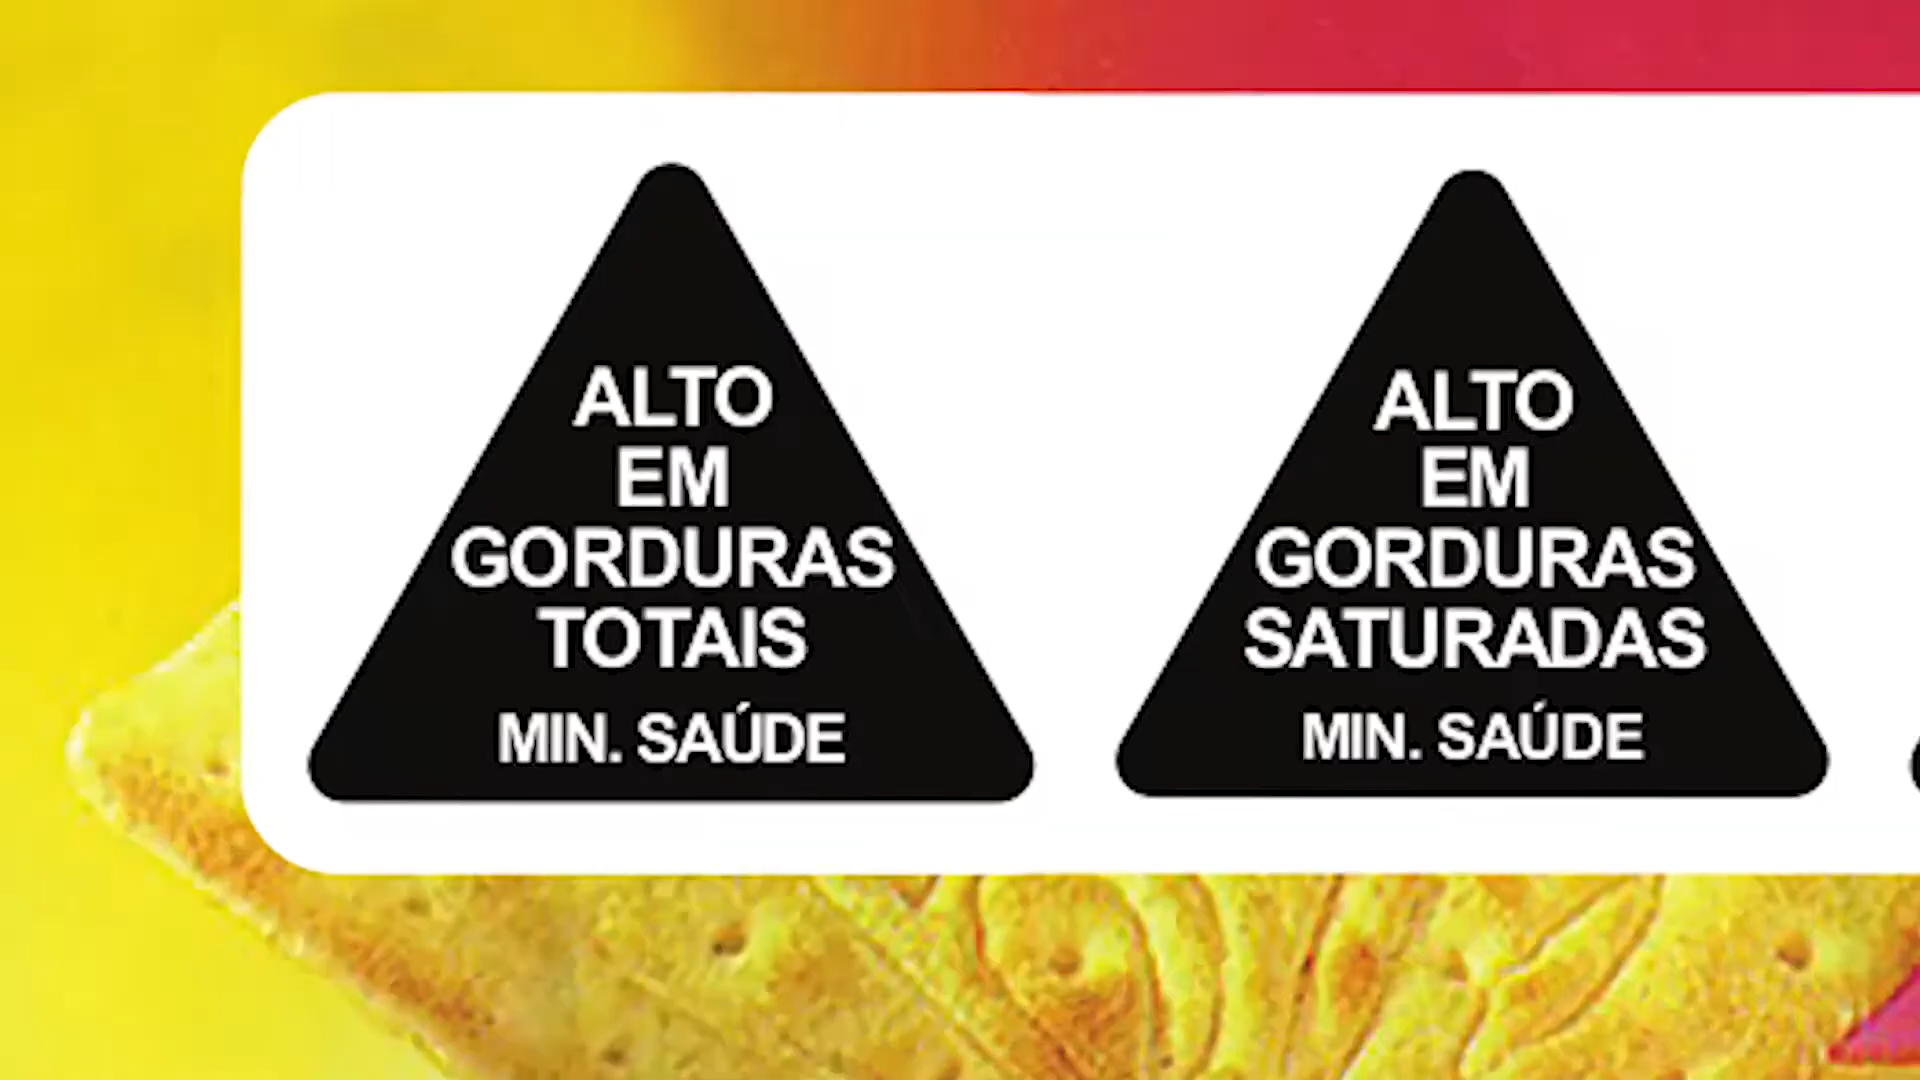 ALTO
EM
GORDURAS
TOTAIS
MIN. SAÚDE
ALTO
EM
GORDURAS
SATURADAS
MIN. SAÚDE